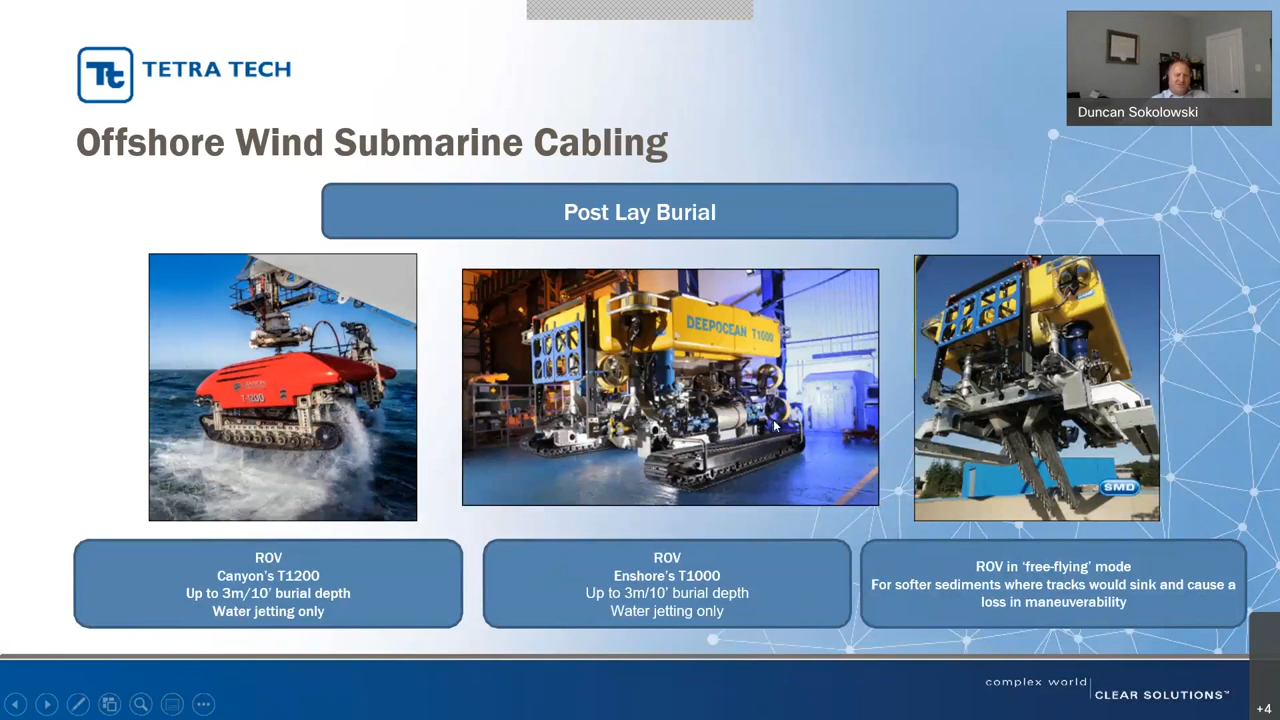 Tt TETRA TECH
Duncan Sokolowski
Offshore Wind Submarine Cabling
Post Lay Burial
T-1200
DEEPOCEAN T1000
SMD
ROV
Canyon's T1200
Up to 3m/10' burial depth
Water jetting only
ROV
Enshore's T1000
Up to 3m/10' burial depth
Water jetting only
ROV in 'free-flying' mode
For softer sediments where tracks would sink and cause a
loss in maneuverability
complex world
CLEAR SOLUTIONS™
+4